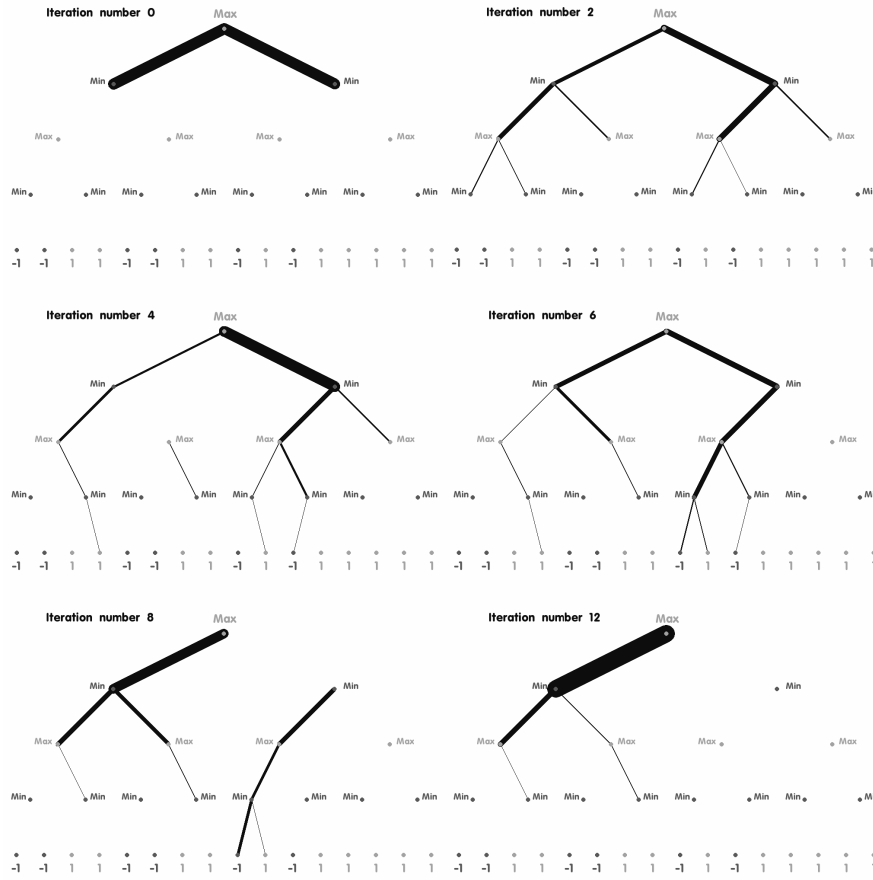 Iteration number 0
Max
Min Min
Max Max Max Max
Min Min Min Min Min Min Min Min
-1 -1 1 1 -1 -1 1 1 -1 1 -1 1 1 1 1 1
Iteration number 2
Max
Min Min
Max Max Max Max
Min Min Min Min Min Min Min
-1 -1 1 1 -1 -1 1 1 -1 1 -1 1 1 1 1 1
Iteration number 4
Max
Min Min
Max Max Max Max
Min Min Min Min Min Min Min Min
-1 -1 1 1 -1 -1 1 1 -1 1 -1 1 1 1 1 1
Iteration number 6
Max
Min Min
Max Max Max Max
Min Min Min Min Min Min Min
-1 -1 1 1 -1 -1 1 1 -1 1 -1 1 1 1 1 1
Iteration number 8
Max
Min Min
Max Max Max Max
Min Min Min Min Min Min Min Min
-1 -1 1 1 -1 -1 1 1 -1 1 -1 1 1 1 1 1
Iteration number 12
Max
Min Min
Max Max Max Max
Min Min Min Min Min Min Min
-1 -1 1 1 -1 -1 1 1 -1 1 -1 1 1 1 1 1